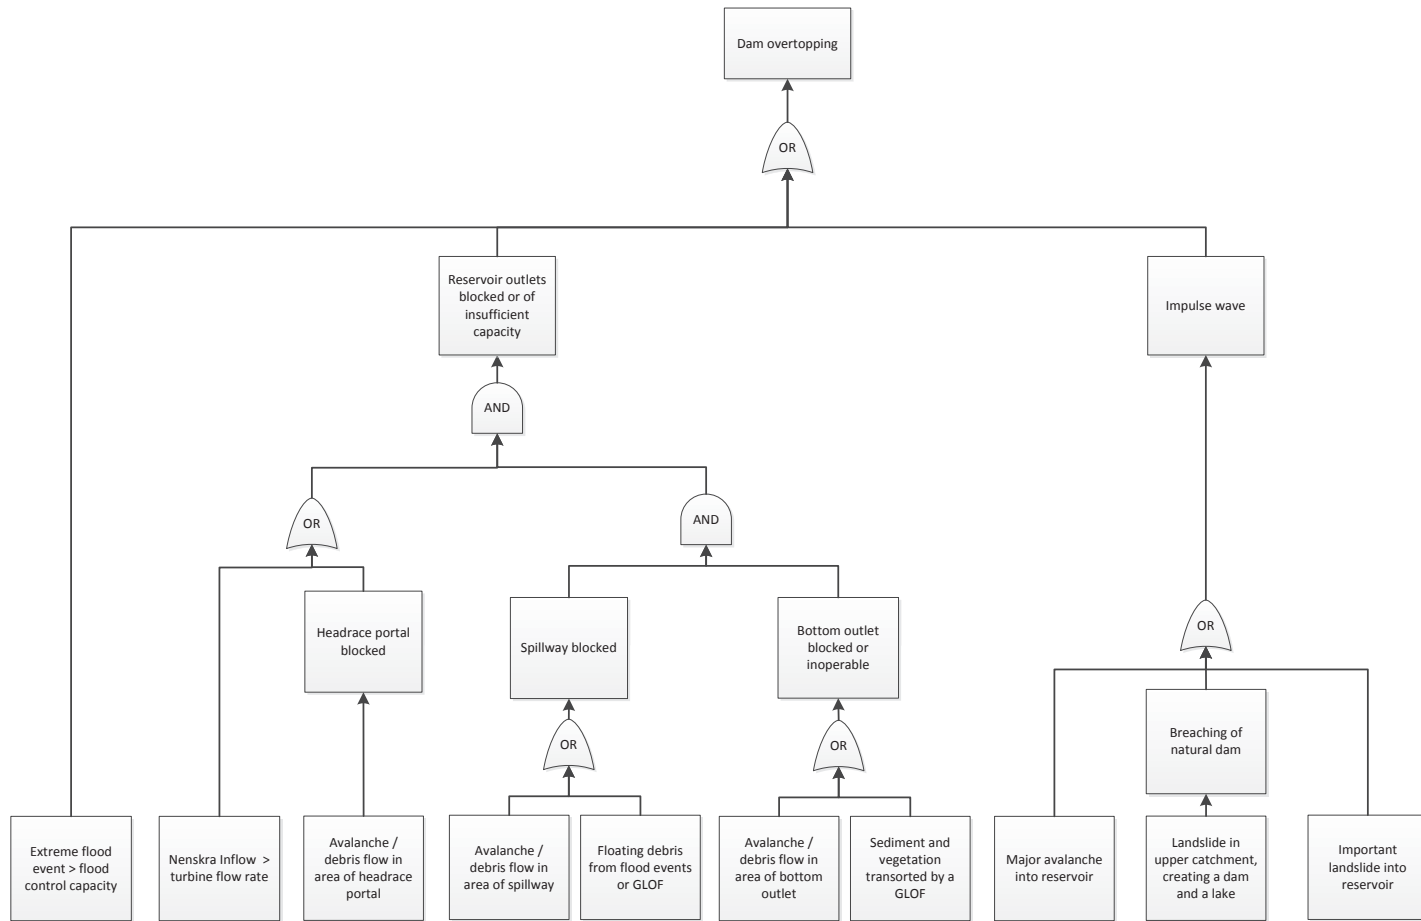 Dam overtopping
OR
Reservoir outlets
blocked or of
insufficient
capacity
Impulse wave
AND
OR
AND
Headrace portal
blocked
Spillway blocked
Bottom outlet
blocked or
inoperable
OR
OR
OR
Breaching of
natural dam
Extreme flood
event > flood
control capacity
Nenskra Inflow >
turbine flow rate
Avalanche /
debris flow in
area of headrace
portal
Avalanche /
debris flow in
area of spillway
Floating debris
from flood events
or GLOF
Avalanche /
debris flow in
area of bottom
outlet
Sediment and
vegetation
transorted by a
GLOF
Major avalanche
into reservoir
Landslide in
upper catchment,
creating a dam
and a lake
Important
landslide into
reservoir